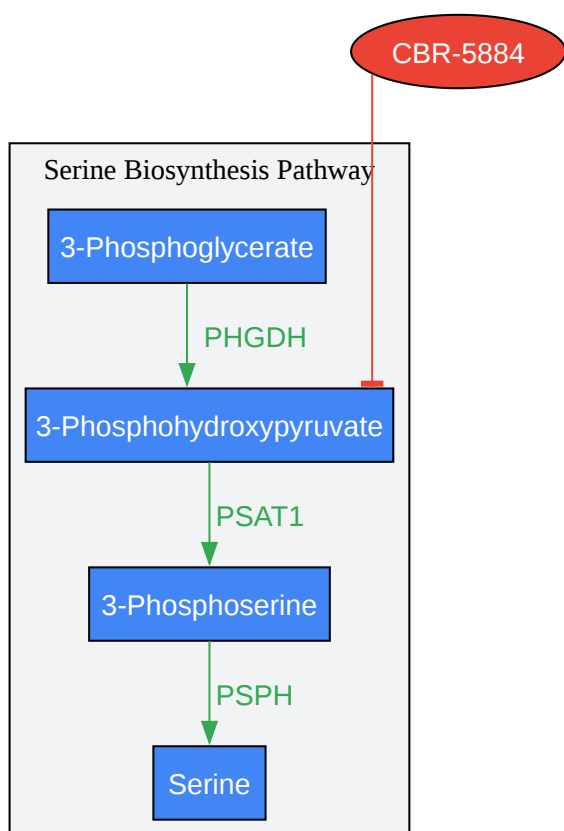 CBR-5884
Serine Biosynthesis Pathway
3-Phosphoglycerate
PHGDH
3-Phosphohydroxypyruvate
PSAT1
3-Phosphoserine
PSPH
Serine